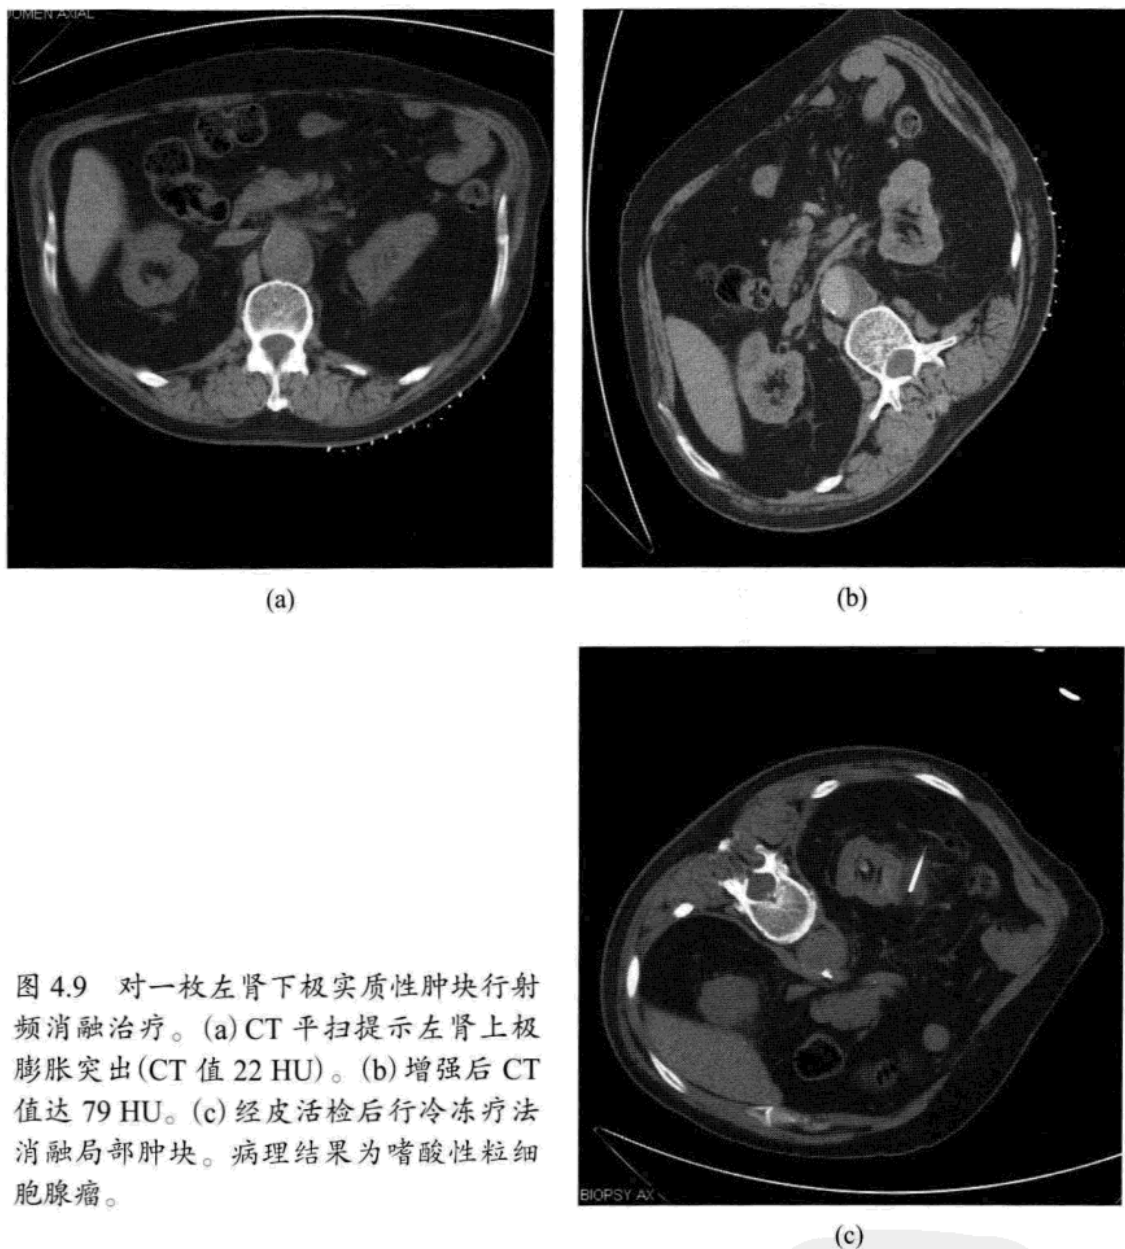 OMEN AXIAL
(a)
(b)
图 4.9 对一枚左肾下极实质性肿块行射
频消融治疗。(a) CT 平扫提示左肾上极
膨胀突出(CT 值 22 HU)。(b) 增强后 CT
值达 79 HU。(c) 经皮活检后行冷冻疗法
消融局部肿块。病理结果为嗜酸性粒细
胞腺瘤。
BIOPSY AX
(c)